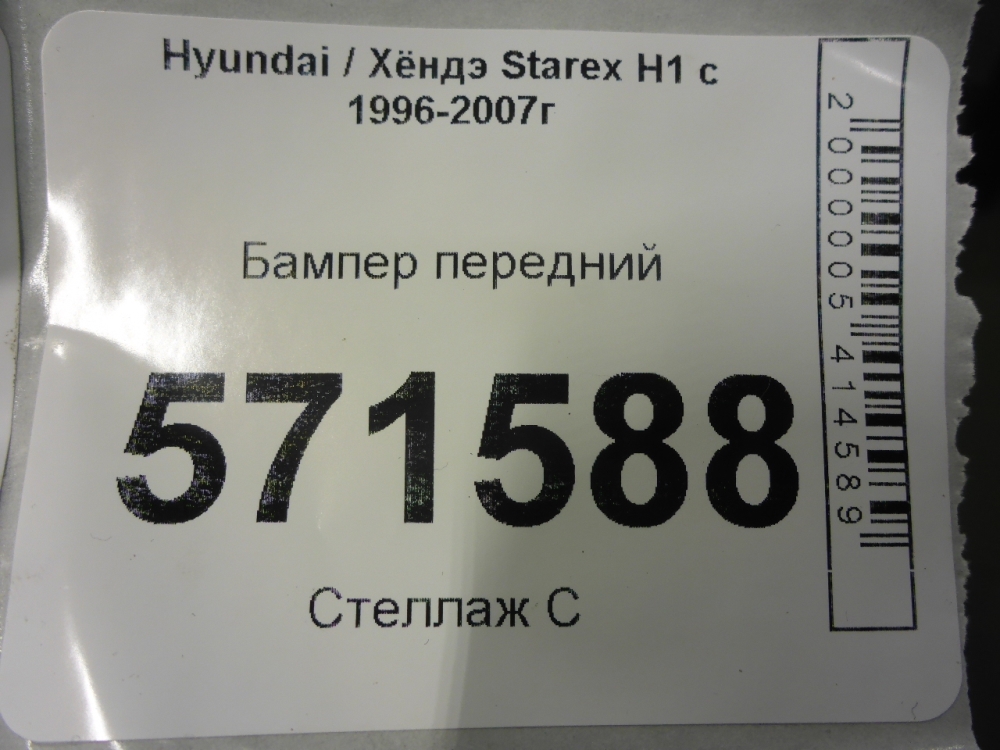 Hyundai / Хёндэ Starex H1 с
1996-2007г
Бампер передний
571588
Стеллаж С
2000005414589